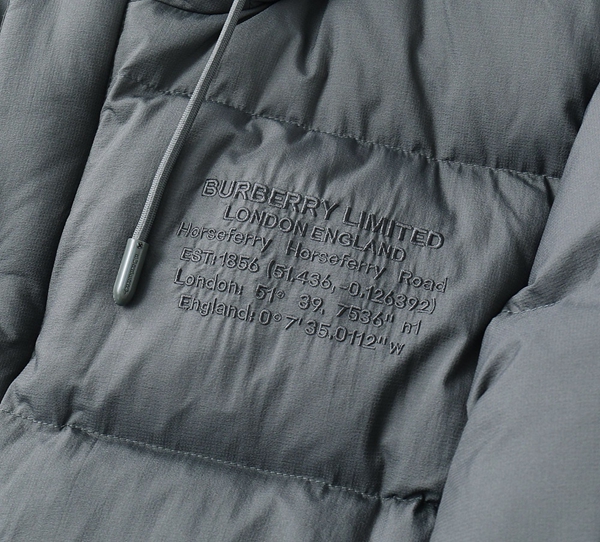 BURBERRY LIMITED
LONDON ENGLAND
Horseferry Horseferry Road
EST:1856 (51,436,-0.126392)
London: 51° 39, 7536" n1
England: 0° 7'35.0112" w